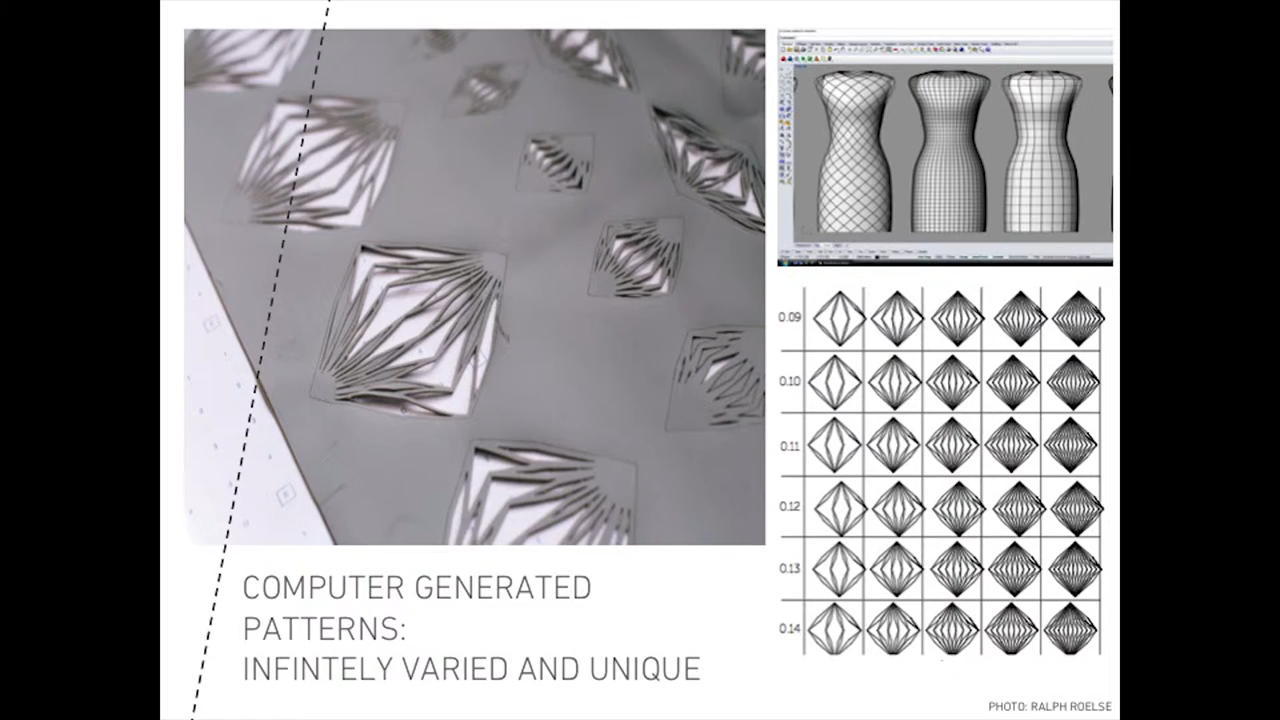 0.09
0.10
0.11
0.12
0.13
0.14
COMPUTER GENERATED
PATTERNS:
INFINTELY VARIED AND UNIQUE
PHOTO: RALPH ROELSE